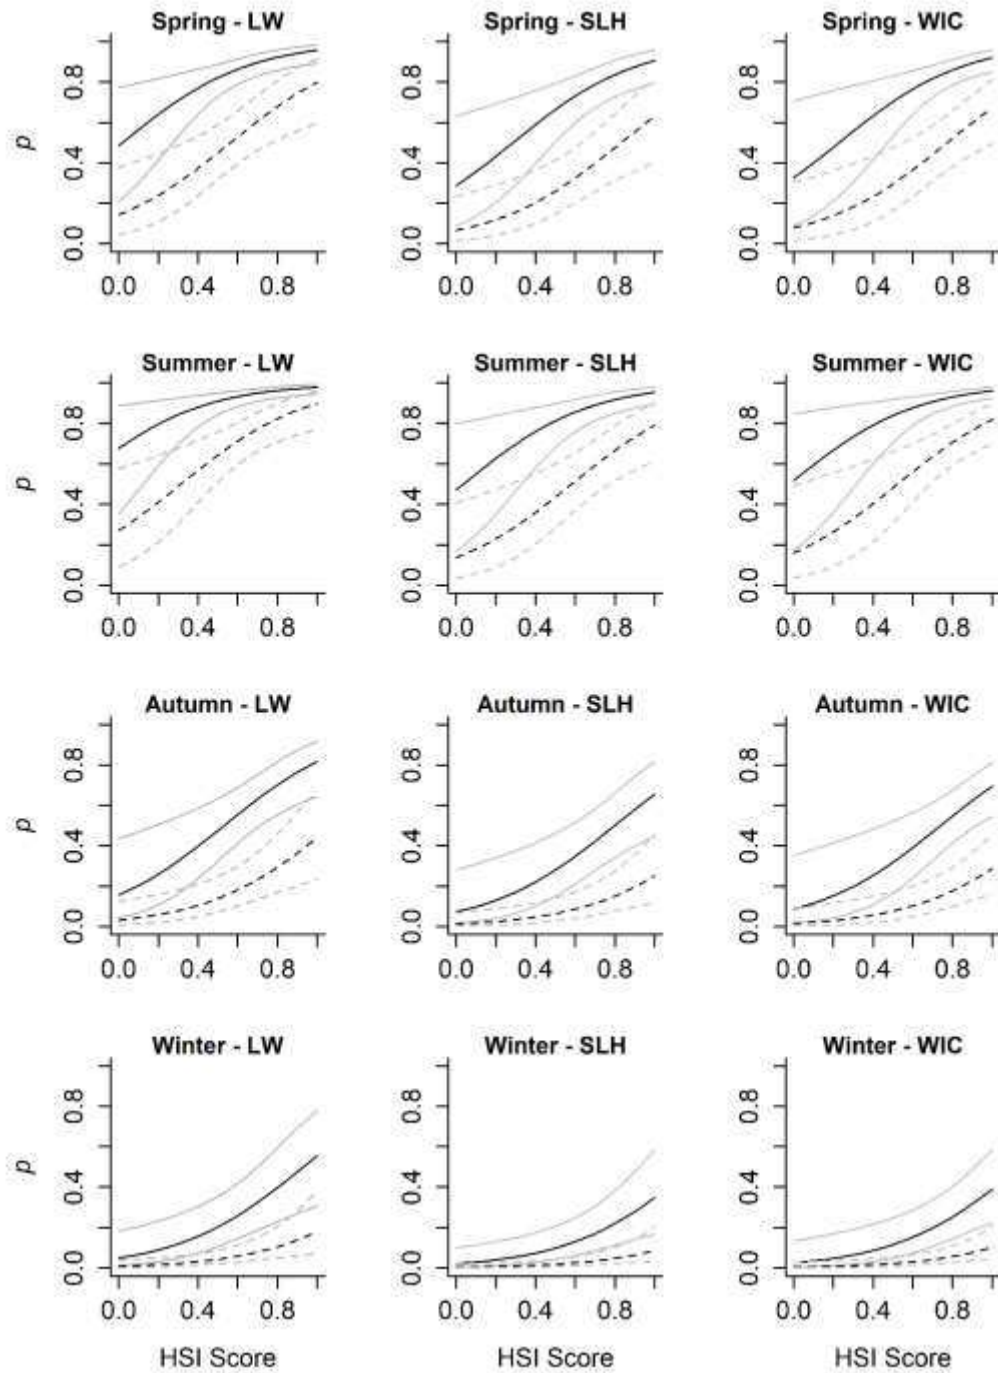 Spring - LW Spring - SLH Spring - WIC
p
0.8 0.8 0.8
0.4 0.4 0.4
0.0 0.0 0.0
0.0 0.4 0.8 0.0 0.4 0.8 0.0 0.4 0.8
Summer - LW Summer - SLH Summer - WIC
p
0.8 0.8 0.8
0.4 0.4 0.4
0.0 0.0 0.0
0.0 0.4 0.8 0.0 0.4 0.8 0.0 0.4 0.8
Autumn - LW Autumn - SLH Autumn - WIC
p
0.8 0.8 0.8
0.4 0.4 0.4
0.0 0.0 0.0
0.0 0.4 0.8 0.0 0.4 0.8 0.0 0.4 0.8
Winter - LW Winter - SLH Winter - WIC
p
0.8 0.8 0.8
0.4 0.4 0.4
0.0 0.0 0.0
0.0 0.4 0.8 0.0 0.4 0.8 0.0 0.4 0.8
HSI Score HSI Score HSI Score